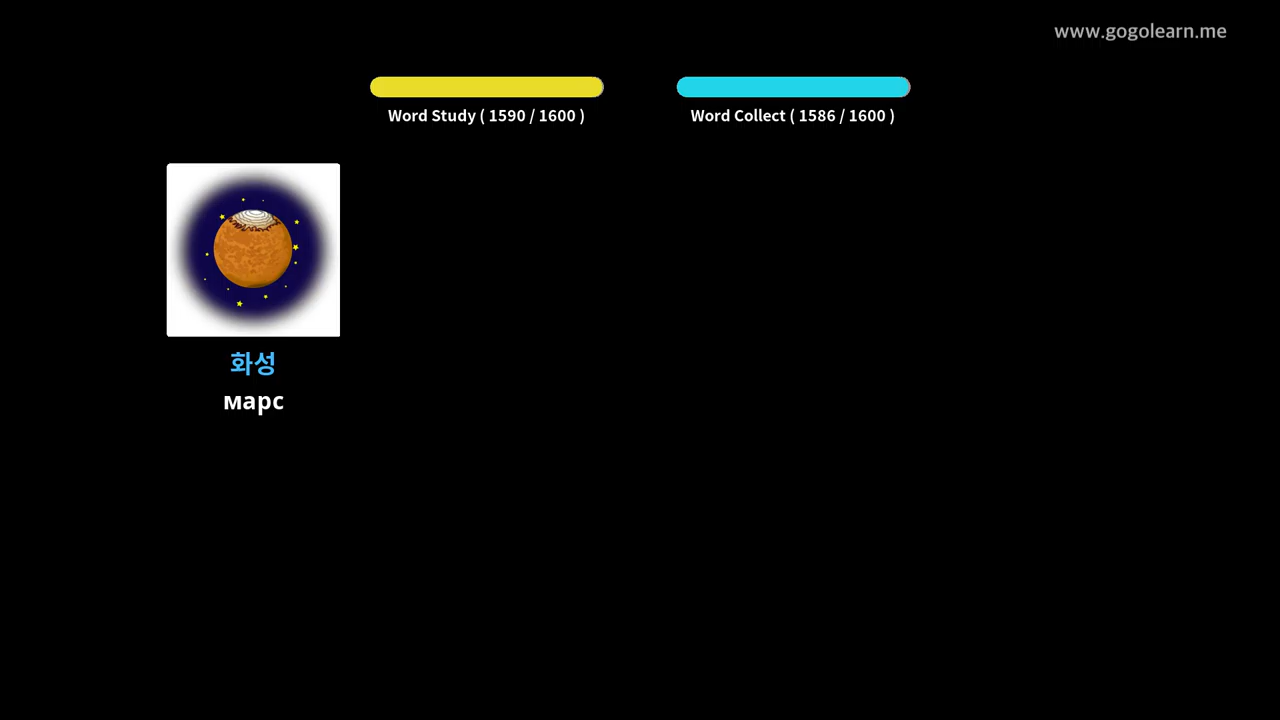 www.gogolearn.me
Word Study ( 1590 / 1600 )
Word Collect ( 1586 / 1600 )
화성
марс